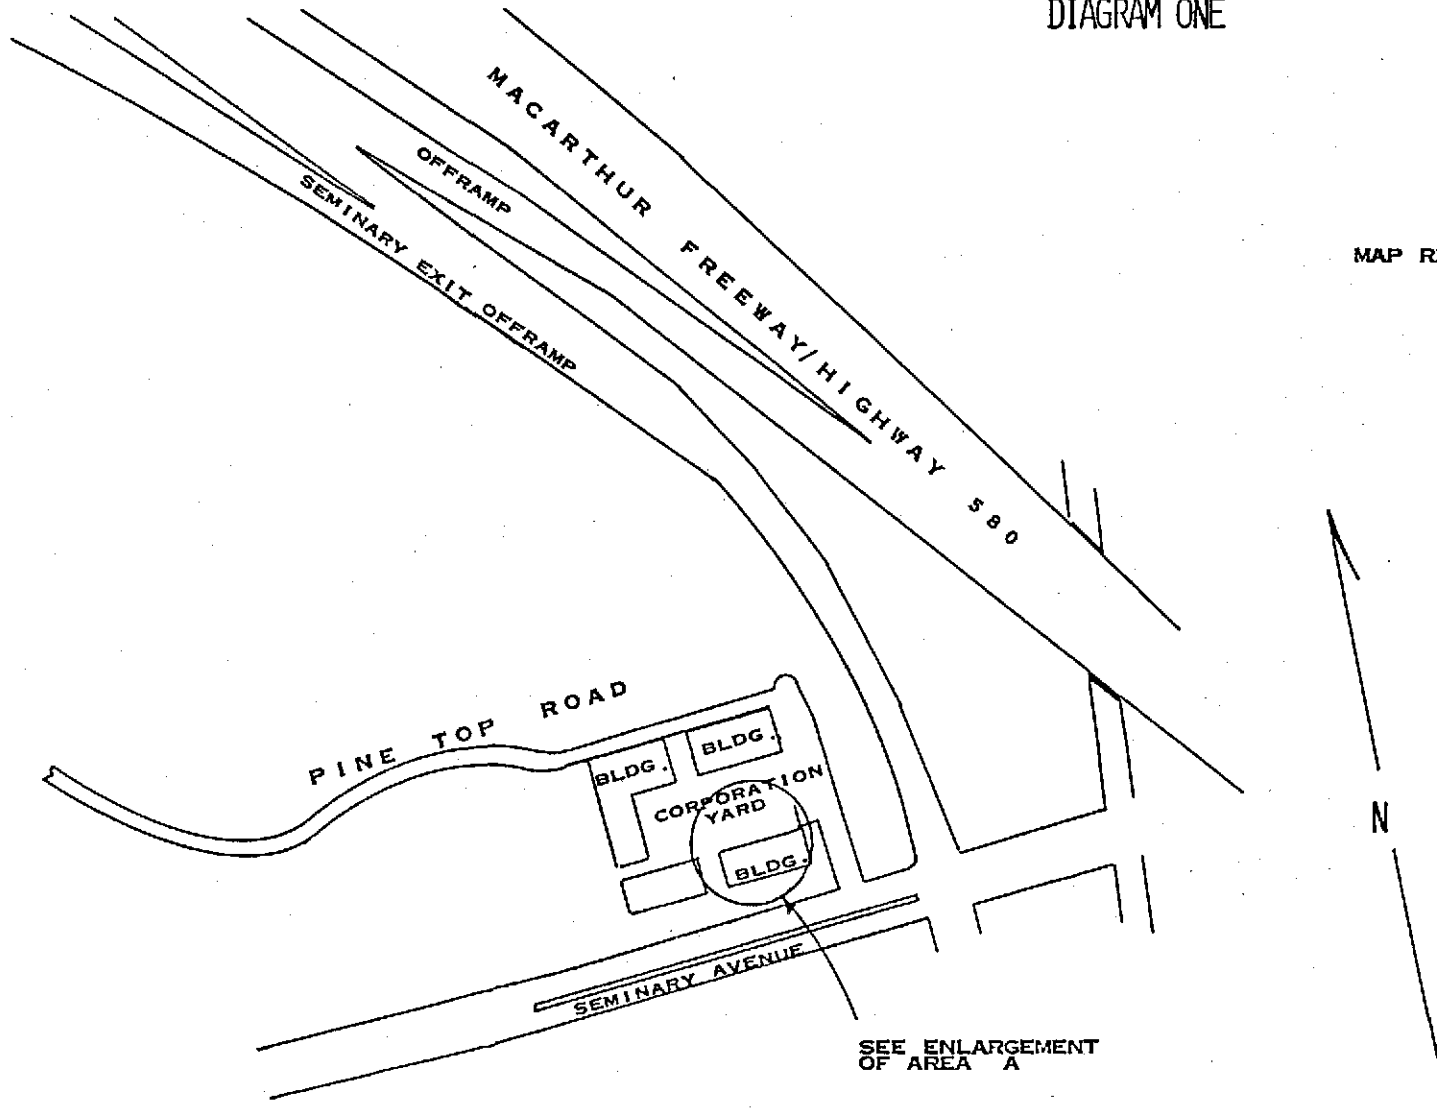 DIAGRAM ONE
MACARTHUR FREEWAY/HIGHWAY 580
OFFRAMP
SEMINARY EXIT OFFRAMP
MAP
PINE TOP ROAD
BLDG.
BLDG.
CORPORATION
YARD
BLDG.
N
SEMINARY AVENUE
SEE ENLARGEMENT
OF AREA A